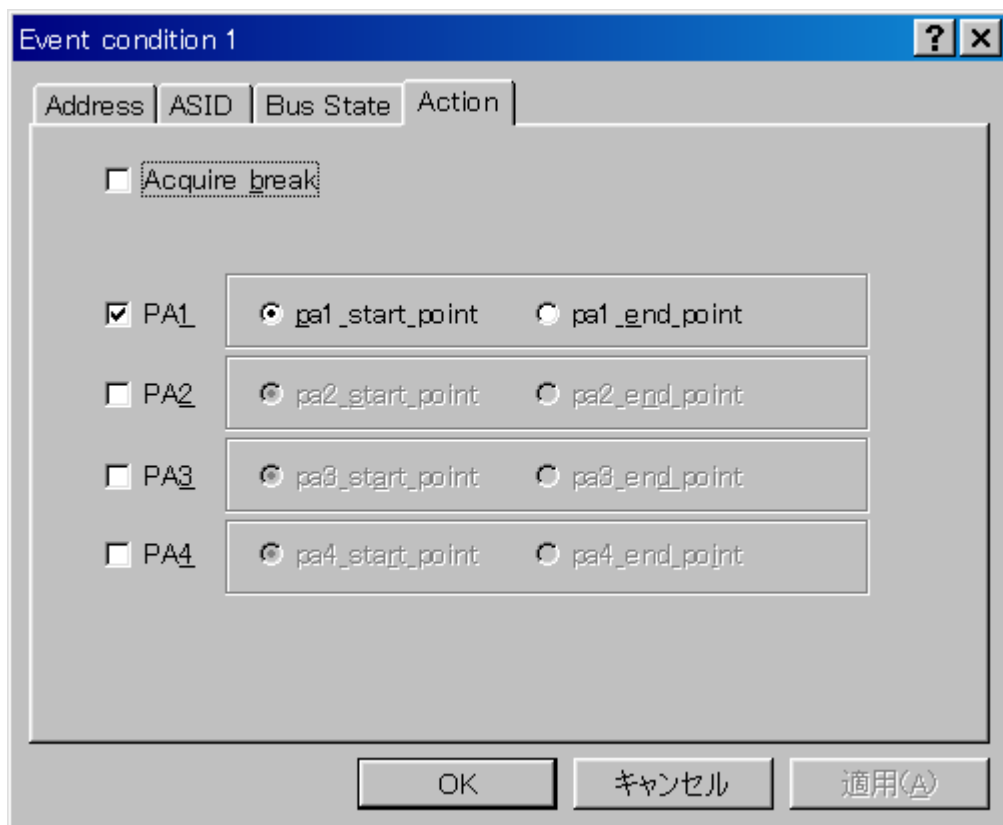 Event condition 1
Address ASID Bus State Action
Acquire break
PA1 pa1_start_point pa1_end_point
PA2 pa2_start_point pa2_end_point
PA3 pa3_start_point pa3_end_point
PA4 pa4_start_point pa4_end_point
OK キャンセル 適用(A)